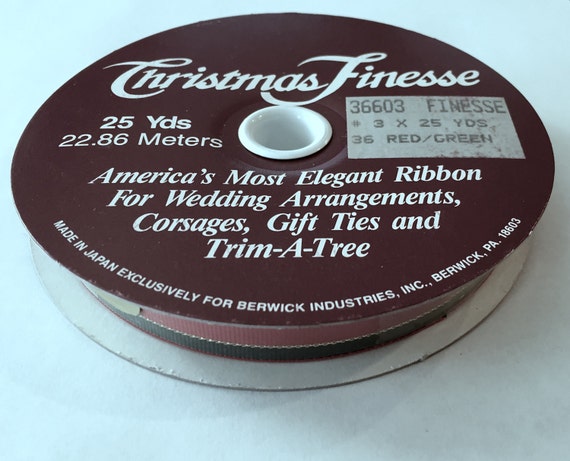 Christmas Finesse
25 Yds
22.86 Meters
36603 FINESSE
# 3 X 25 YDS
36 RED/GREEN
America's Most Elegant Ribbon
For Wedding Arrangements,
Corsages, Gift Ties and
Trim-A-Tree
MADE IN JAPAN EXCLUSIVELY FOR BERWICK INDUSTRIES, INC., BERWICK, PA. 18603